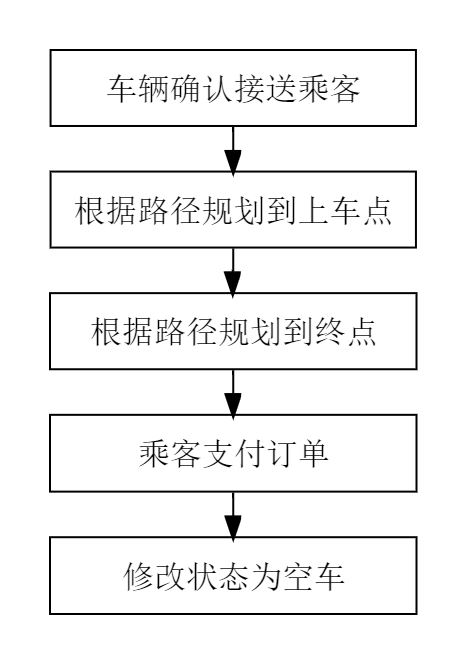 车辆确认接送乘客
根据路径规划到上车点
根据路径规划到终点
乘客支付订单
修改状态为空车